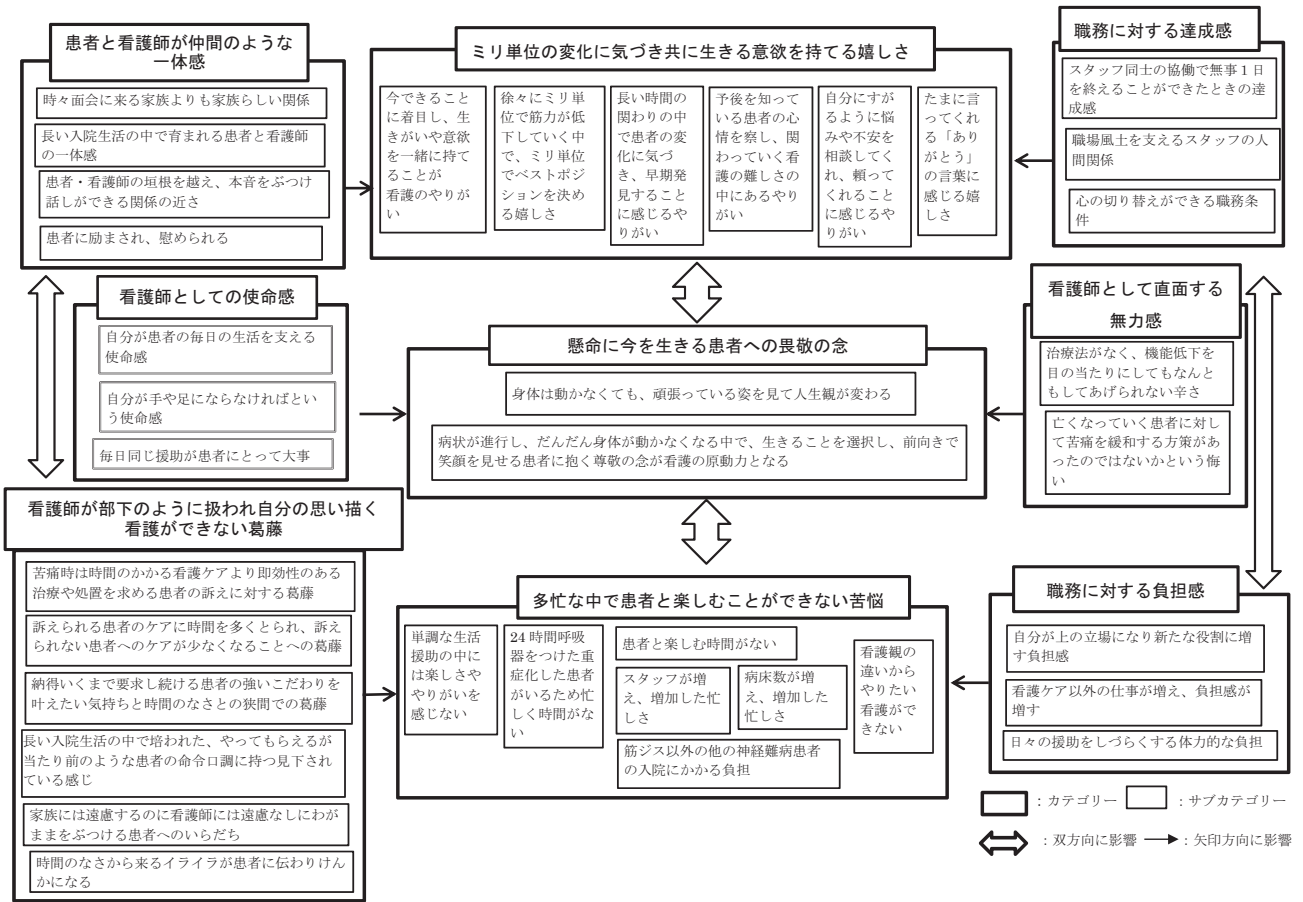 患者と看護師が仲間のような
一体感
時々面会に来る家族よりも家族らしい関係
長い入院生活の中で育まれる患者と看護師
の一体感
患者・看護師の垣根を越え、本音をぶつけ
話しができる関係の近さ
患者に励まされ、慰められる
ミリ単位の変化に気づき共に生きる意欲を持てる嬉しさ
今できること
に着目し、生
きがいや意欲
を一緒に持て
ることが
看護のやりが
い
徐々にミリ単
位で筋力が低
下していく中
で、ミリ単位
でベストポジ
ションを決め
る嬉しさ
長い時間の
関わりの中
で患者の変
化に気づ
き、早期発
見すること
に感じるや
りがい
予後を知って
いる患者の心
情を察し、関
わっていく看
護の難しさの
中にあるやり
がい
自分にすが
るように悩
みや不安を
相談してく
れ、頼って
くれること
に感じるや
りがい
たまに言
ってくれ
る「あり
がとう」
の言葉に
感じる嬉
しさ
職務に対する達成感
スタッフ同士の協働で無事１日
を終えることができたときの達
成感
職場風土を支えるスタッフの人
間関係
心の切り替えができる職務条
件
看護師としての使命感
自分が患者の毎日の生活を支える
使命感
自分が手や足にならなければとい
う使命感
毎日同じ援助が患者にとって大事
懸命に今を生きる患者への畏敬の念
身体は動かなくても、頑張っている姿を見て人生観が変わる
病状が進行し、だんだん身体が動かなくなる中で、生きることを選択し、前向きで
笑顔を見せる患者に抱く尊敬の念が看護の原動力となる
看護師として直面する
無力感
治療法がなく、機能低下を
目の当たりにしてもなんと
もしてあげられない辛さ
亡くなっていく患者に対し
て苦痛を緩和する方策があ
ったのではないかという悔
い
看護師が部下のように扱われ自分の思い描く
看護ができない葛藤
苦痛時は時間のかかる看護ケアより即効性のある
治療や処置を求める患者の訴えに対する葛藤
訴えられる患者のケアに時間を多くとられ、訴え
られない患者へのケアが少なくなることへの葛藤
納得いくまで要求し続ける患者の強いこだわりを
叶えたい気持ちと時間のなさとの狭間での葛藤
長い入院生活の中で培われた、やってもらえるが
当たり前のような患者の命令口調に持つ見下され
ている感じ
家族には遠慮するのに看護師には遠慮なしにわが
ままをぶつける患者へのいらだち
時間のなさから来るイライラが患者に伝わりけん
かになる
多忙な中で患者と楽しむことができない苦悩
単調な生活
援助の中に
は楽しさや
やりがいを
感じない
24 時間呼吸
器をつけた重
症化した患者
がいるため忙
しく時間がな
い
患者と楽しむ時間がない
スタッフが増
え、増加した忙
しさ
病床数が増
え、増加した忙
しさ
筋ジス以外の他の神経難病患者
の入院にかかる負担
看護観の
違いから
やりたい
看護がで
きない
職務に対する負担感
自分が上の立場になり新たな役割に増
す負担感
看護ケア以外の仕事が増え、負担感が
増す
日々の援助をしづらくする体力的な負担
：カテゴリー
：サブカテゴリー
：双方向に影響
：矢印方向に影響